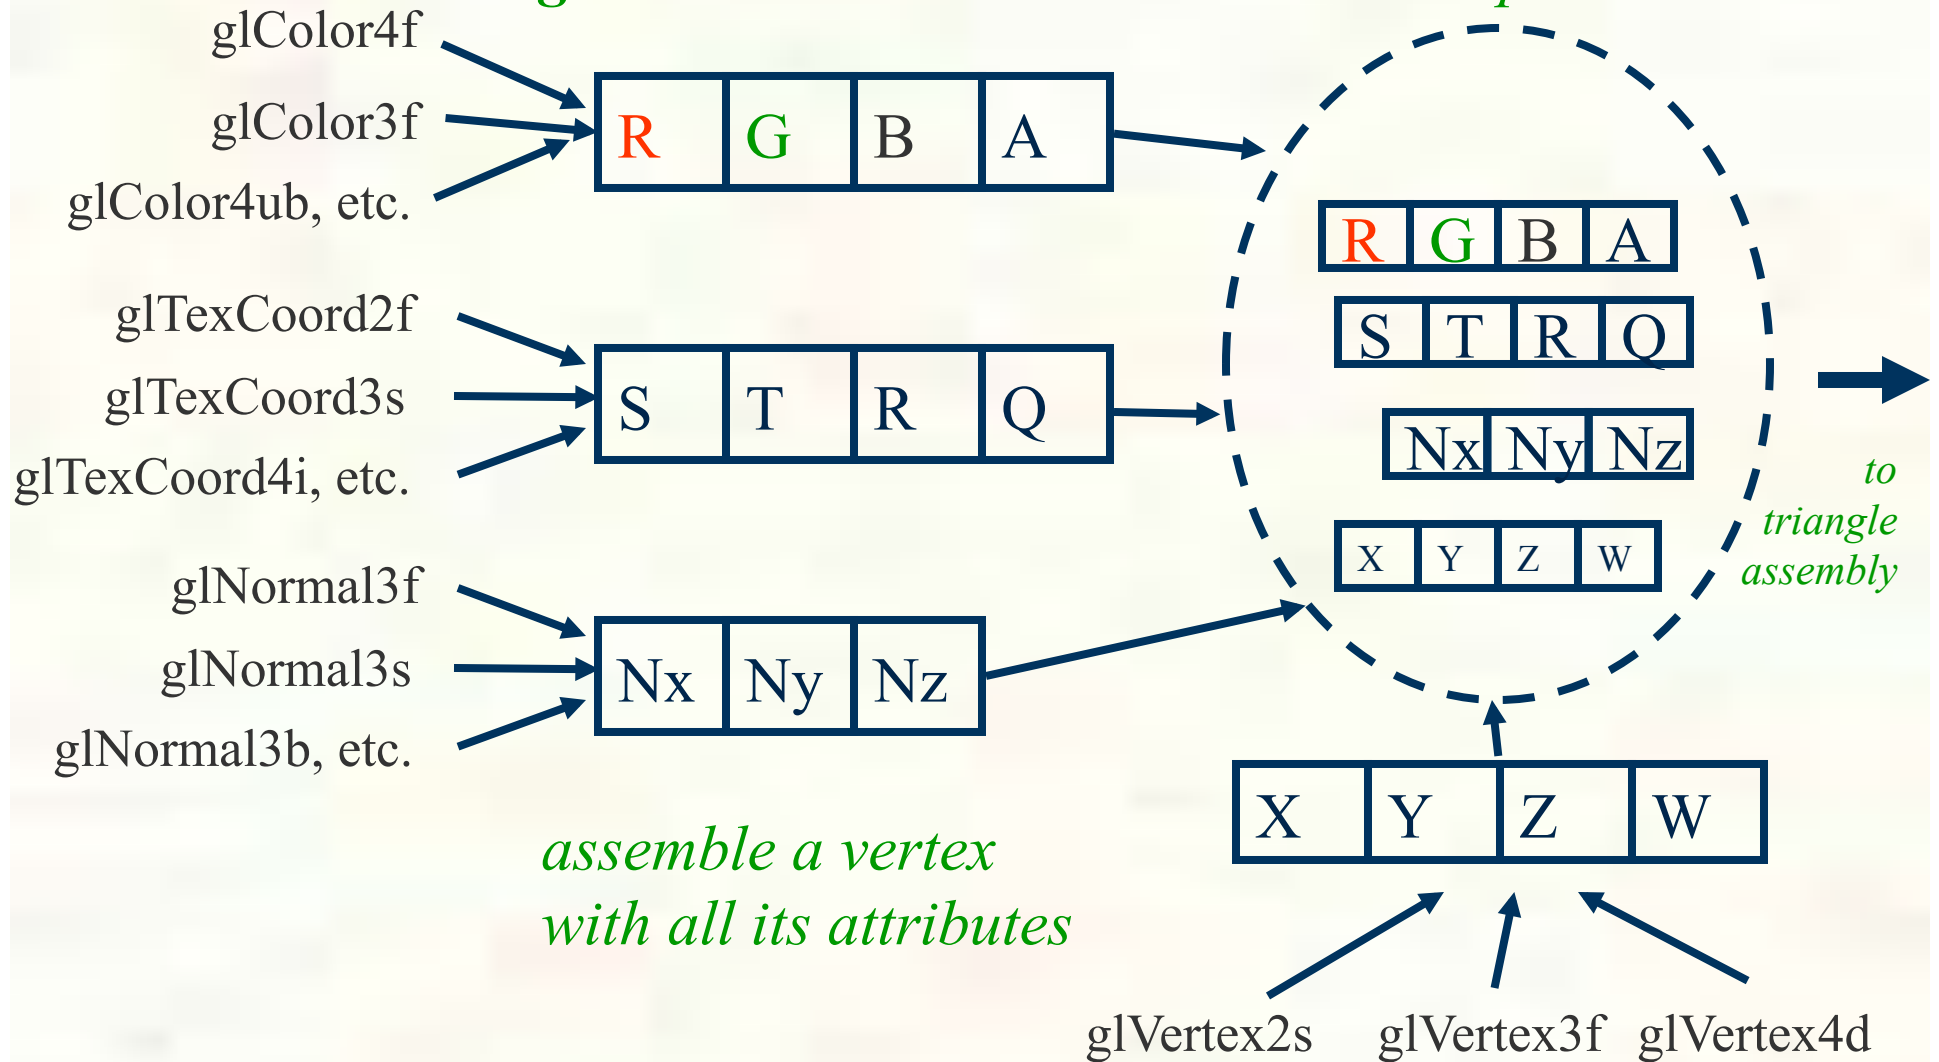 glColor4f
glColor3f
glColor4ub, etc.
R G B A
glTexCoord2f
glTexCoord3s
glTexCoord4i, etc.
S T R Q
glNormal3f
glNormal3s
glNormal3b, etc.
Nx Ny Nz
R G B A
S T R Q
Nx Ny Nz
X Y Z W
to
triangle
assembly
X Y Z W
glVertex2s glVertex3f glVertex4d
assemble a vertex
with all its attributes